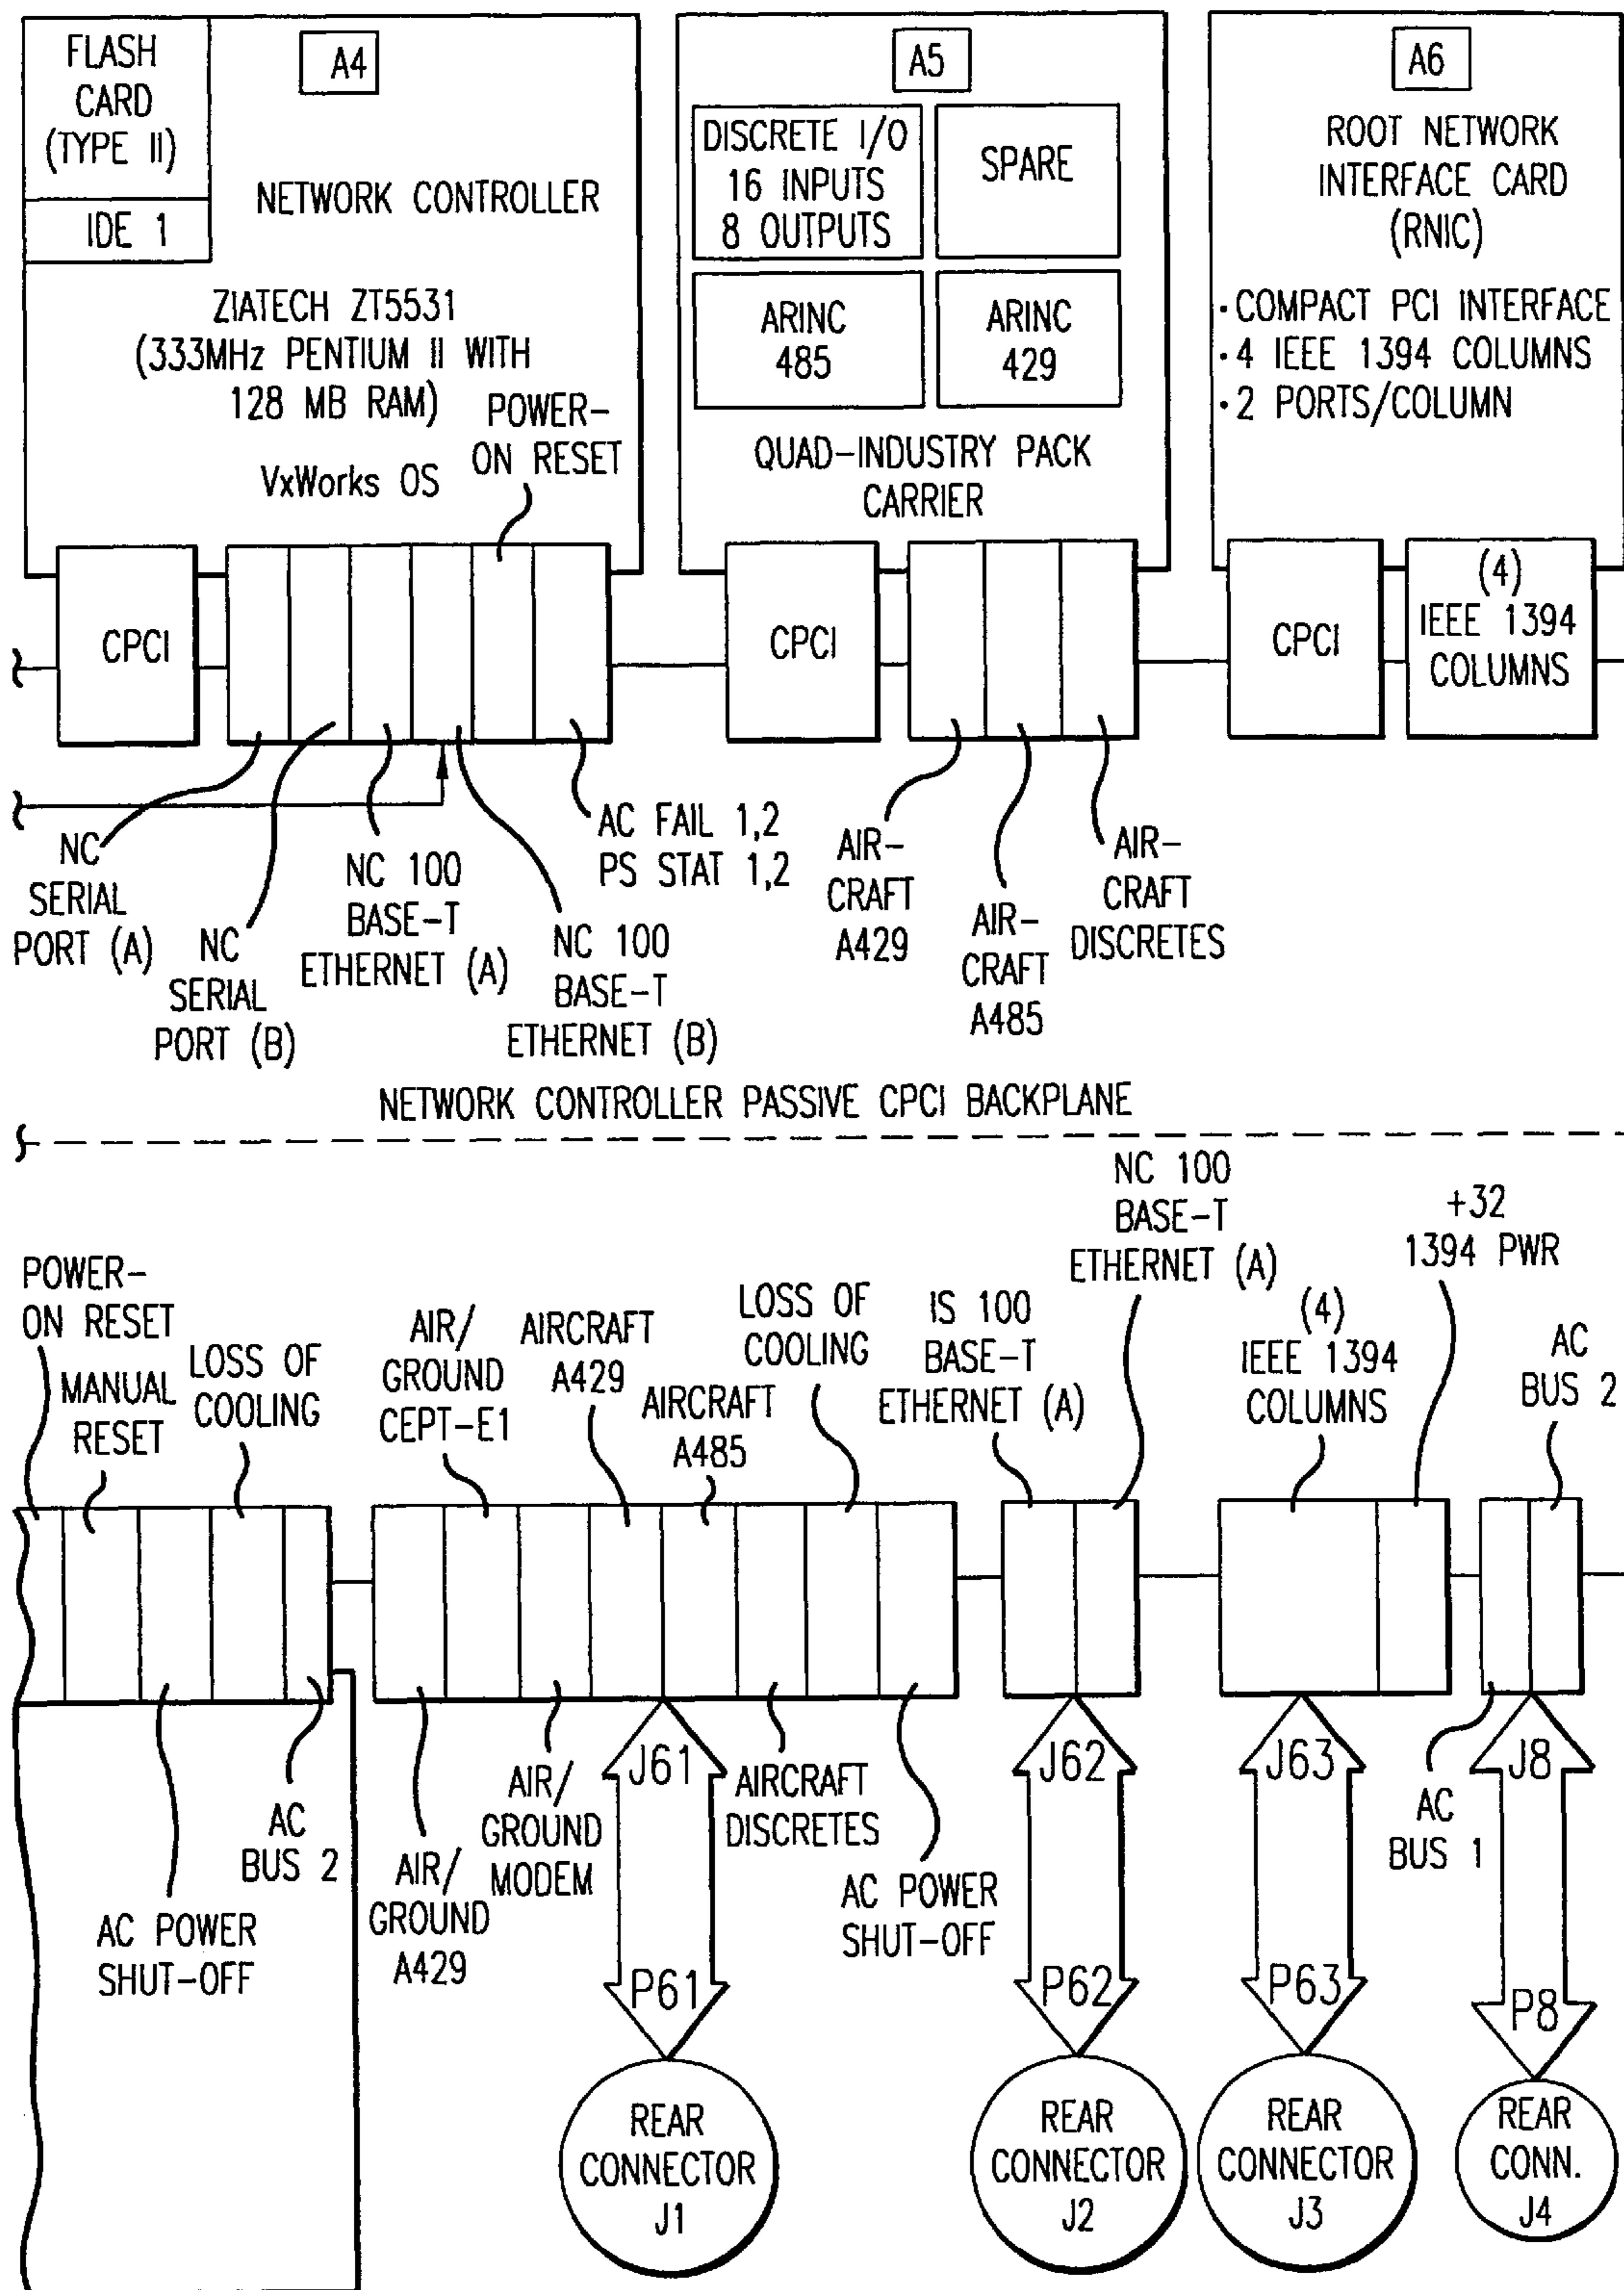 FLASH
CARD
(TYPE II)
IDE 1
A4
NETWORK CONTROLLER
ZIATECH ZT5531
(333MHz PENTIUM II WITH
128 MB RAM)
VxWorks OS
POWER-
ON RESET
A5
DISCRETE I/O
16 INPUTS
8 OUTPUTS
SPARE
ARINC
485
ARINC
429
QUAD-INDUSTRY PACK
CARRIER
A6
ROOT NETWORK
INTERFACE CARD
(RNIC)
·COMPACT PCI INTERFACE
·4 IEEE 1394 COLUMNS
·2 PORTS/COLUMN
CPCI
CPCI
CPCI
(4)
IEEE 1394
COLUMNS
NC
SERIAL
PORT (A)
NC
SERIAL
PORT (B)
NC 100
BASE-T
ETHERNET (A)
NC 100
BASE-T
ETHERNET (B)
AC FAIL 1,2
PS STAT 1,2
AIR-
CRAFT
A429
AIR-
CRAFT
A485
AIR-
CRAFT
DISCRETES
NETWORK CONTROLLER PASSIVE CPCI BACKPLANE
POWER-
ON RESET
MANUAL
RESET
LOSS OF
COOLING
AIR/
GROUND
CEPT-E1
AIRCRAFT
A429
AIRCRAFT
A485
LOSS OF
COOLING
IS 100
BASE-T
ETHERNET (A)
NC 100
BASE-T
ETHERNET (A)
(4)
IEEE 1394
COLUMNS
+32
1394 PWR
AC
BUS 2
AC POWER
SHUT-OFF
AC
BUS 2
AIR/
GROUND
A429
AIR/
GROUND
MODEM
J61
P61
AIRCRAFT
DISCRETES
AC POWER
SHUT-OFF
J62
P62
J63
P63
AC
BUS 1
J8
P8
REAR
CONNECTOR
J1
REAR
CONNECTOR
J2
REAR
CONNECTOR
J3
REAR
CONN.
J4